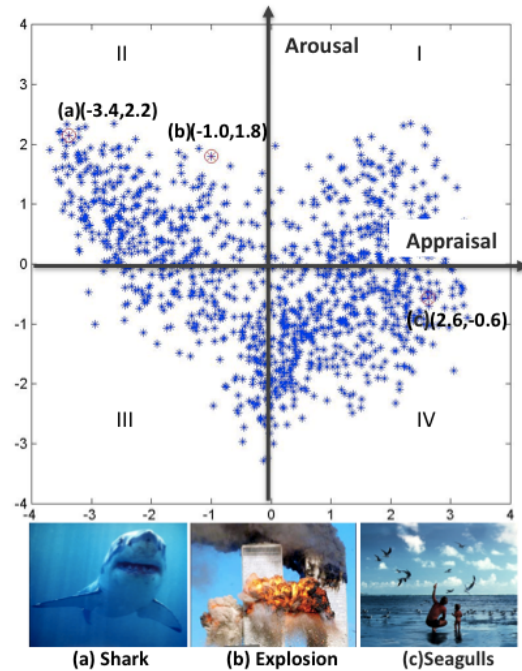 4
Arousal
II
I
3
(a)(-3.4,2.2)
(b)(-1.0,1.8)
2
1
Appraisal
0
(c)(2.6,-0.6)
-1
-2
III
IV
-3
-4
-4 -3 -2 -1 0 1 2 3 4
(a) Shark
(b) Explosion
(c)Seagulls